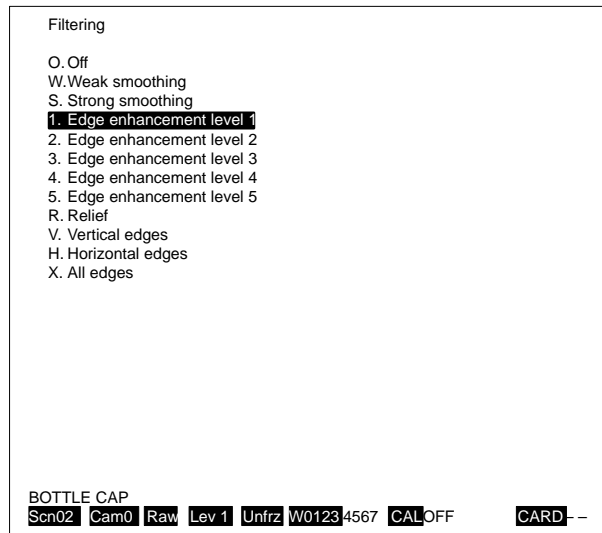 Filtering
O. Off
W. Weak smoothing
S. Strong smoothing
1. Edge enhancement level 1
2. Edge enhancement level 2
3. Edge enhancement level 3
4. Edge enhancement level 4
5. Edge enhancement level 5
R. Relief
V. Vertical edges
H. Horizontal edges
X. All edges
BOTTLE CAP
Scn02 Cam0 Raw Lev 1 Unfrz W0123 4567 CALOFF CARD – –